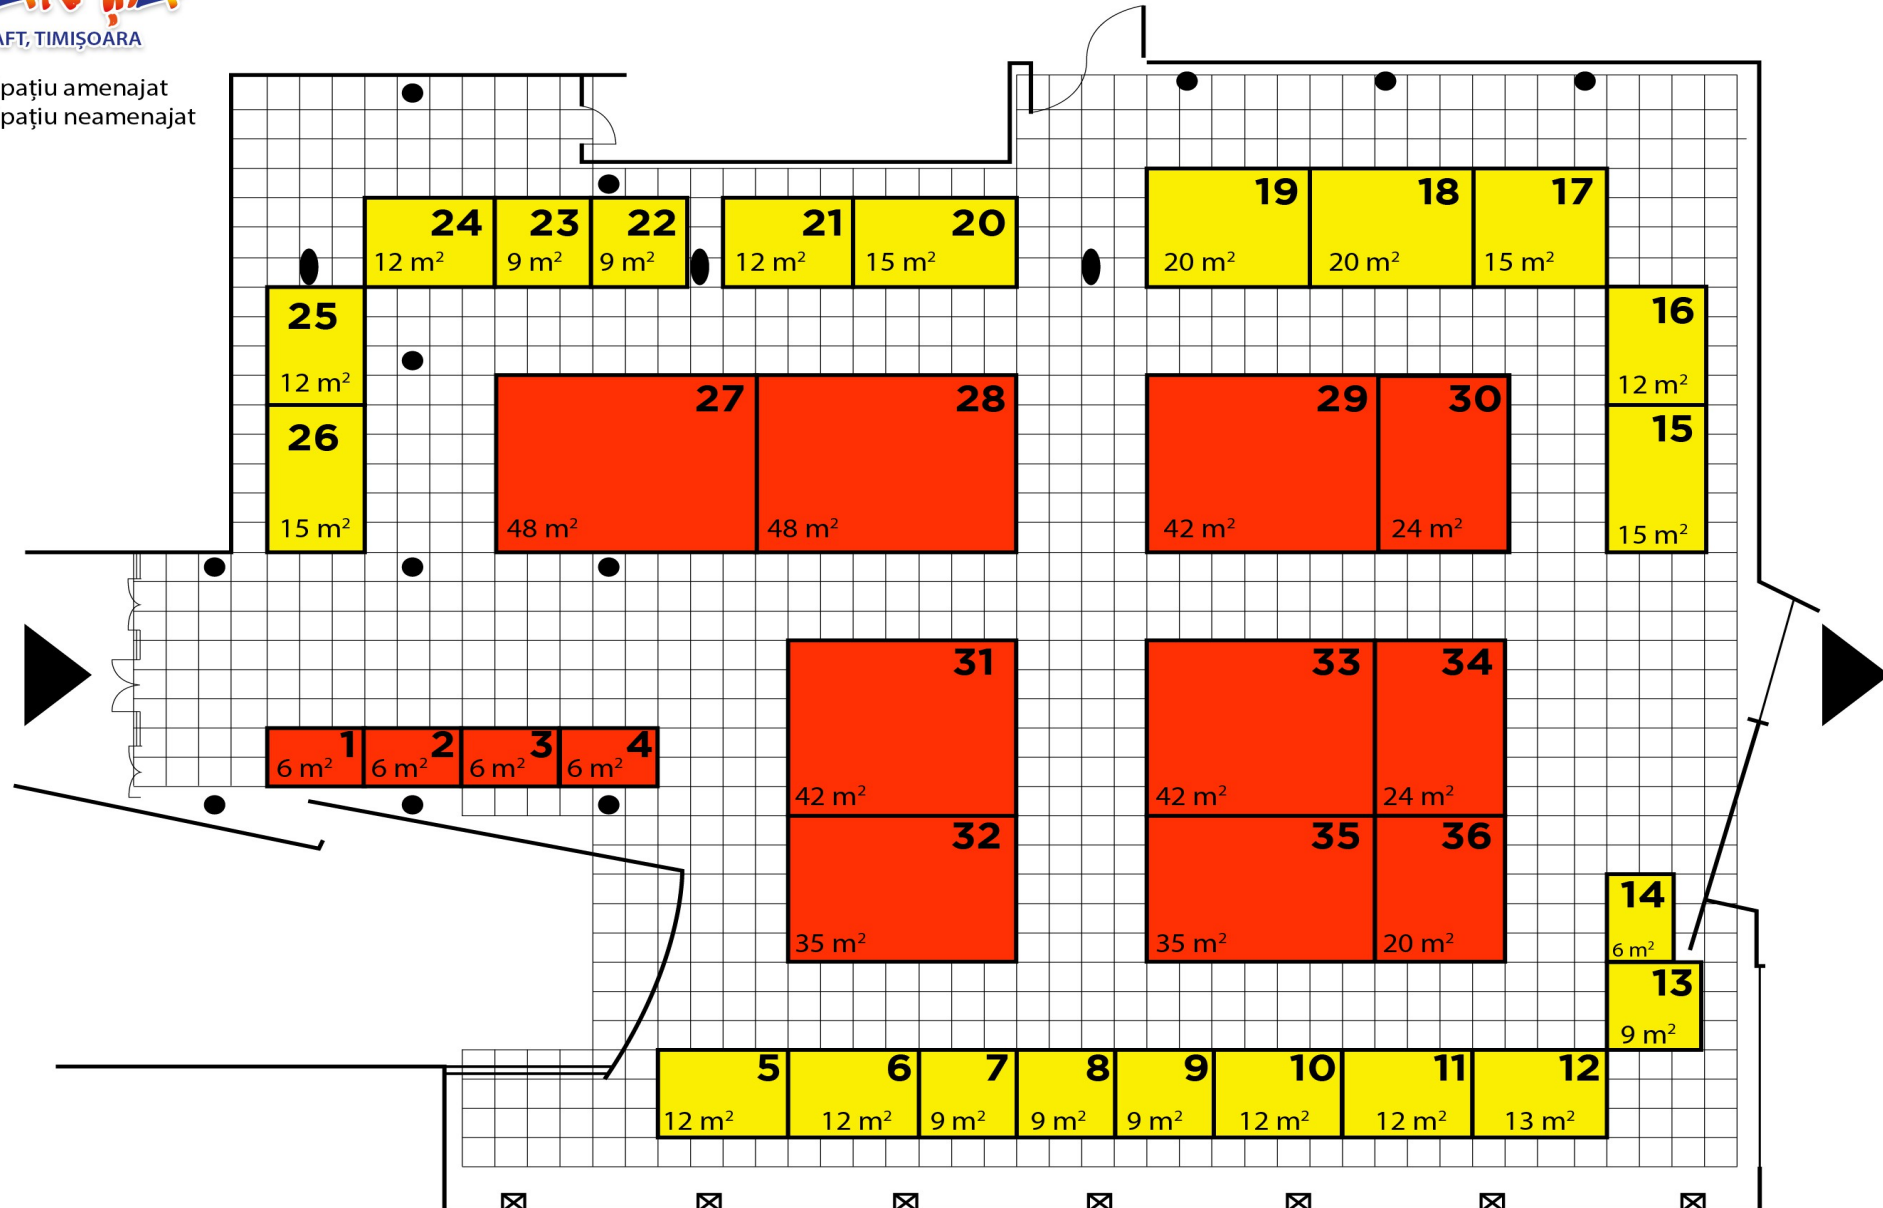 TIMIŞOARA
amenajat
neamenajat
19
18
17
20 m²
20 m²
15 m²
24
23
22
21
20
12 m²
9 m²
9 m²
12 m²
15 m²
25
12 m²
26
15 m²
16
12 m²
15
15 m²
27
28
29
30
48 m²
48 m²
42 m²
24 m²
31
33
34
42 m²
42 m²
24 m²
1
2
3
4
6 m²
6 m²
6 m²
6 m²
32
35
36
35 m²
35 m²
20 m²
14
6 m²
13
9 m²
5
6
7
8
9
10
11
12
12 m²
12 m²
9 m²
9 m²
9 m²
12 m²
12 m²
13 m²